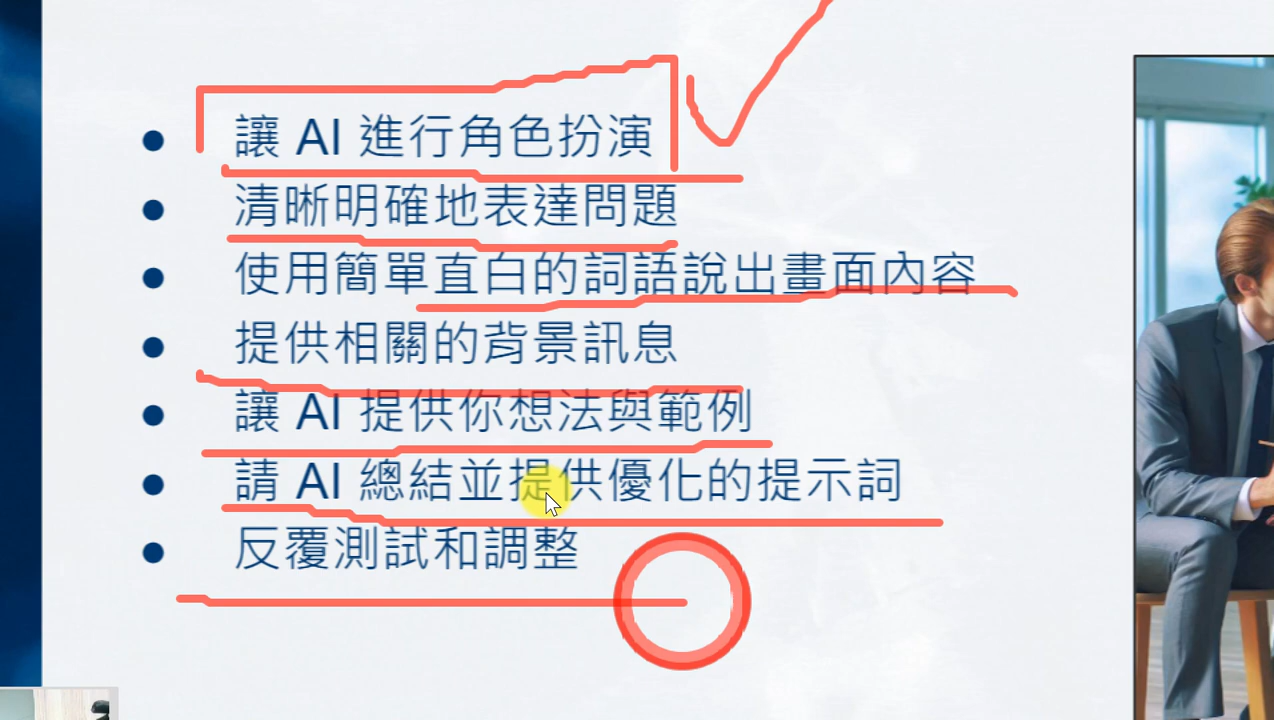 讓 AI 進行角色扮演
清晰明確地表達問題
使用簡單直白的詞語說出畫面內容
提供相關的背景訊息
讓 AI 提供你想法與範例
請 AI 總結並提供優化的提示詞
反覆測試和調整